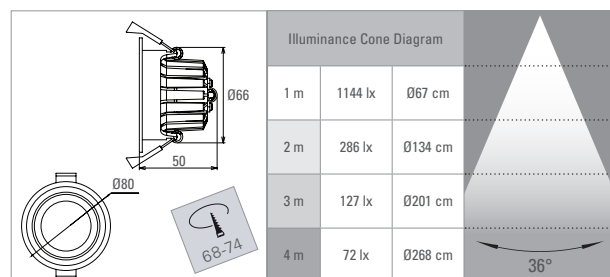 Ø66
50
Ø80
68-74
Illuminance Cone Diagram
1 m 1144 lx Ø67 cm
2 m 286 lx Ø134 cm
3 m 127 lx Ø201 cm
4 m 72 lx Ø268 cm
36°